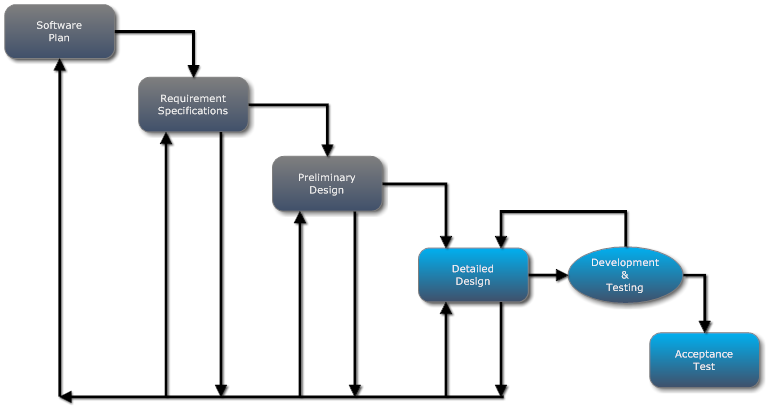 Software
Plan
Requirement
Specifications
Preliminary
Design
Detailed
Design
Development
&
Testing
Acceptance
Test